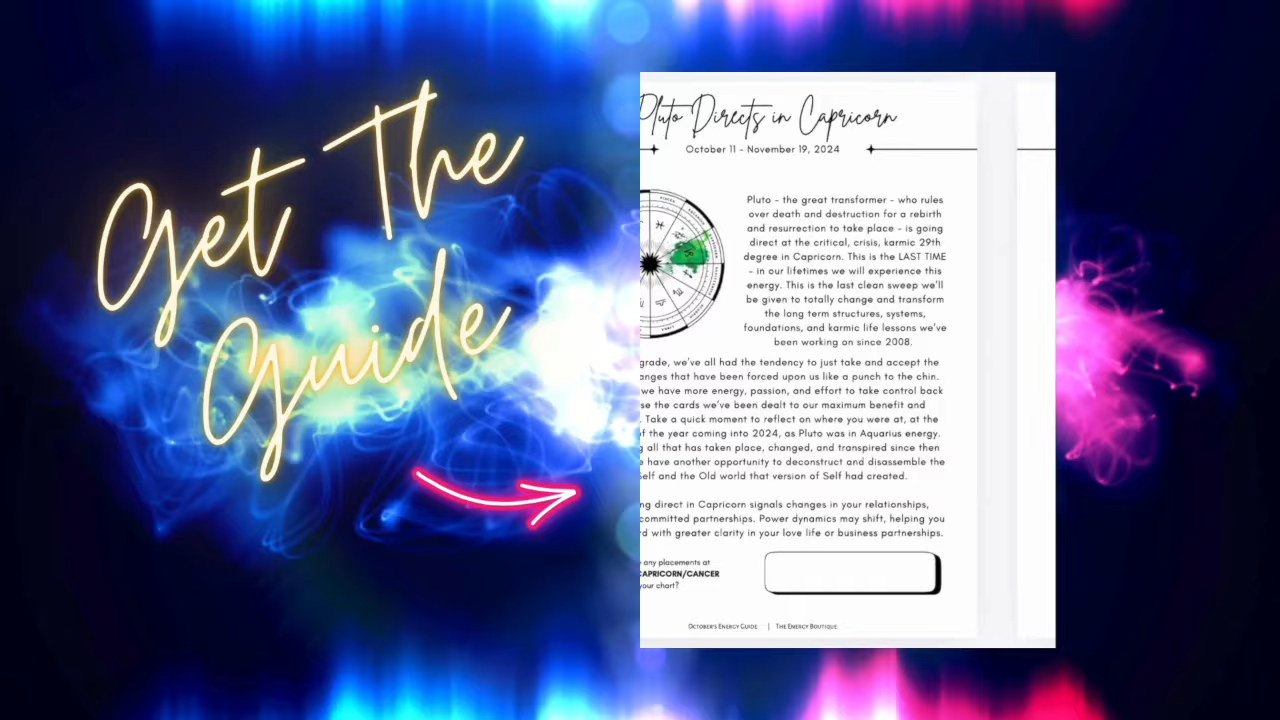 Get The
Guide
Pluto Directs in Capricorn
October 11 - November 19, 2024
Pluto - the great transformer - who rules
over death and destruction for a rebirth
and resurrection to take place - is going
direct at the critical, crisis, karmic 29th
degree in Capricorn. This is the LAST TIME
- in our lifetimes we will experience this
energy. This is the last clean sweep we'll
be given to totally change and transform
the long term structures, systems,
foundations, and karmic life lessons we've
been working on since 2008.
grade, we've all had the tendency to just take and accept the
anges that have been forced upon us like a punch to the chin.
we have more energy, passion, and effort to take control back
se the cards we've been dealt to our maximum benefit and
. Take a quick moment to reflect on where you were at, at the
of the year coming into 2024, as Pluto was in Aquarius energy.
g all that has taken place, changed, and transpired since then
e have another opportunity to deconstruct and disassemble the
self and the Old world that version of Self had created.
ng direct in Capricorn signals changes in your relationships,
committed partnerships. Power dynamics may shift, helping you
rd with greater clarity in your love life or business partnerships.
e any placements at
CAPRICORN/CANCER
your chart?
October's Energy Guide | The Energy Boutique